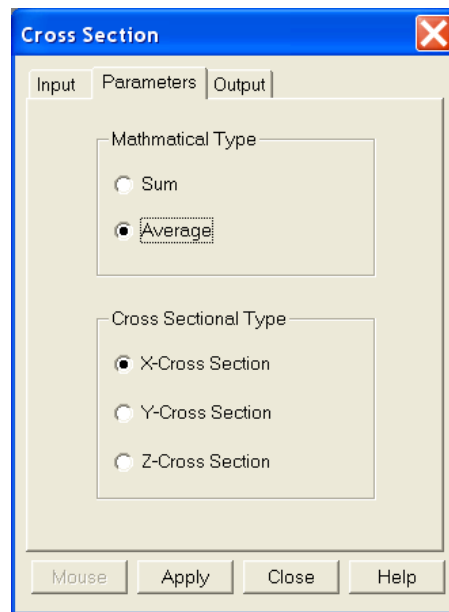 Cross Section
Input Parameters Output
Mathmatical Type
Sum
Average
Cross Sectional Type
X-Cross Section
Y-Cross Section
Z-Cross Section
Mouse Apply Close Help